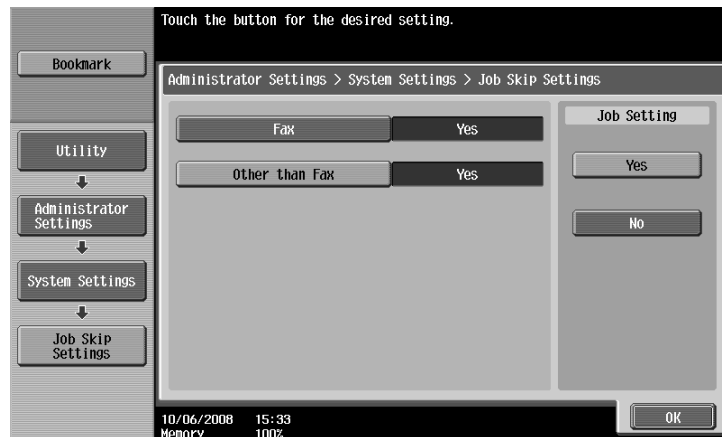 Touch the button for the desired setting.
Bookmark
Administrator Settings > System Settings > Job Skip Settings
Utility
Administrator
Settings
System Settings
Job Skip
Settings
Fax Yes
Other than Fax Yes
Job Setting
Yes
No
10/06/2008 15:33
Memory 100%
OK